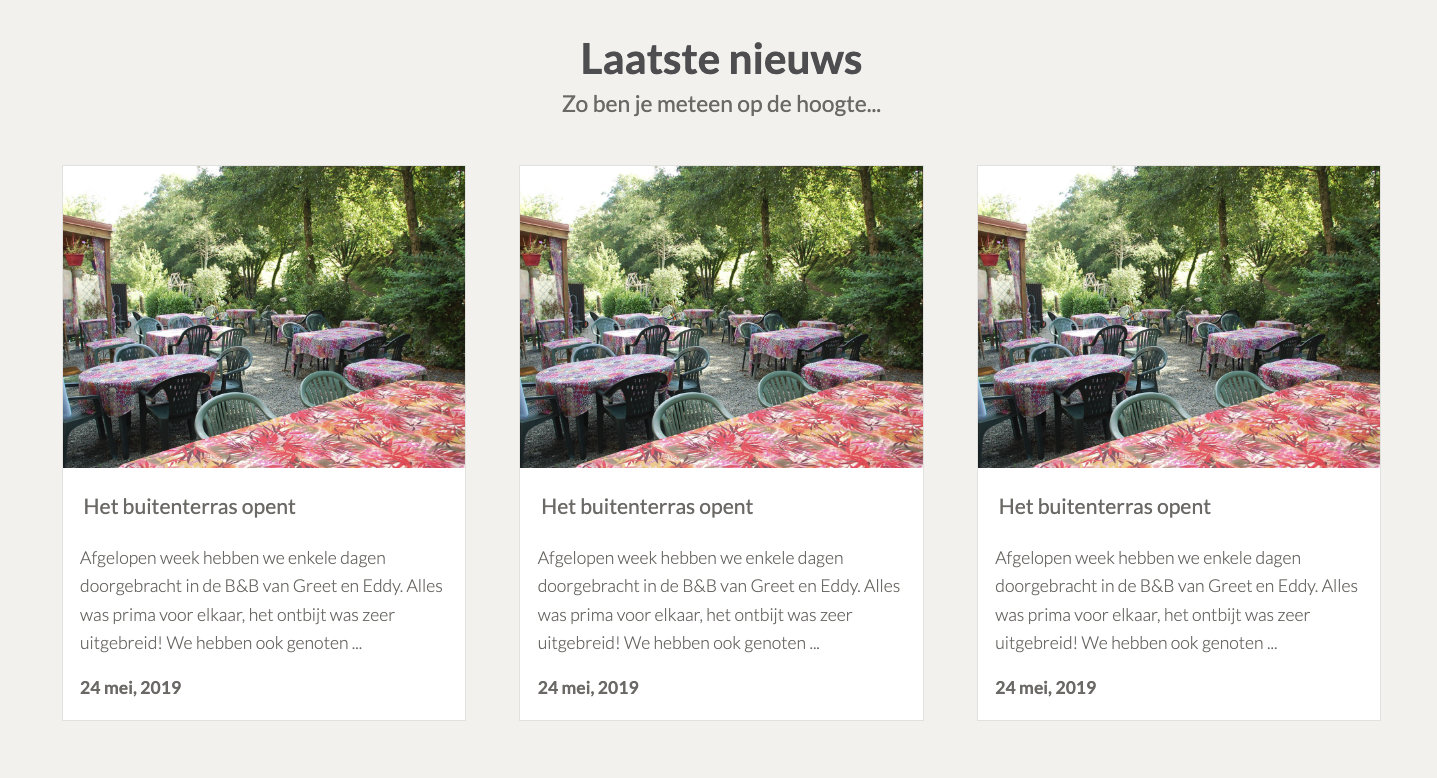 Laatste nieuws
Zo ben je meteen op de hoogte...
Het buitenterras opent
Afgelopen week hebben we enkele dagen
doorgebracht in de B&B van Greet en Eddy. Alles
was prima voor elkaar, het ontbijt was zeer
uitgebreid! We hebben ook genoten ...
24 mei, 2019
Het buitenterras opent
Afgelopen week hebben we enkele dagen
doorgebracht in de B&B van Greet en Eddy. Alles
was prima voor elkaar, het ontbijt was zeer
uitgebreid! We hebben ook genoten ...
24 mei, 2019
Het buitenterras opent
Afgelopen week hebben we enkele dagen
doorgebracht in de B&B van Greet en Eddy. Alles
was prima voor elkaar, het ontbijt was zeer
uitgebreid! We hebben ook genoten ...
24 mei, 2019